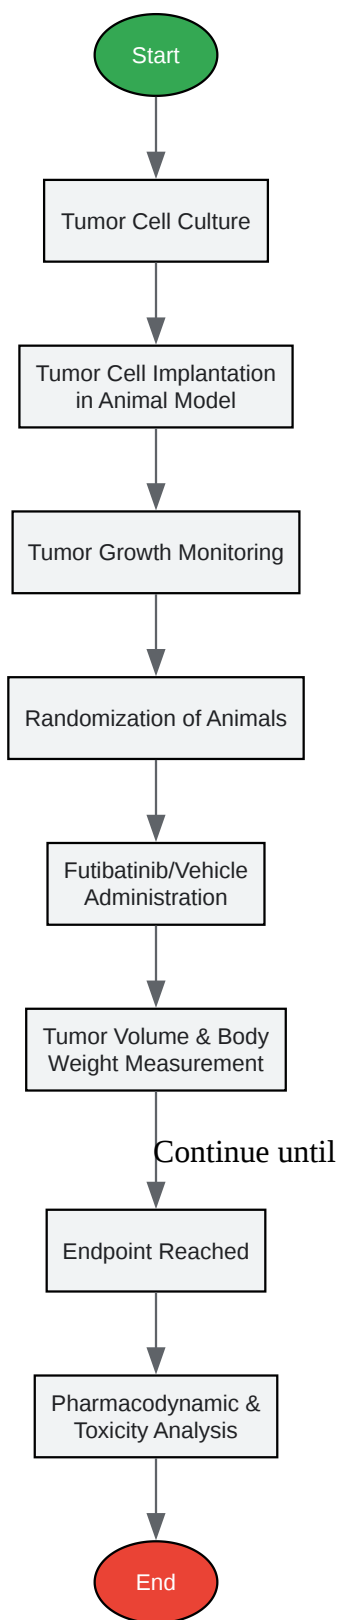 Start
Tumor Cell Culture
Tumor Cell Implantation
in Animal Model
Tumor Growth Monitoring
Randomization of Animals
Futibatinib/Vehicle
Administration
Tumor Volume & Body
Weight Measurement
Continue until
Endpoint Reached
Pharmacodynamic &
Toxicity Analysis
End